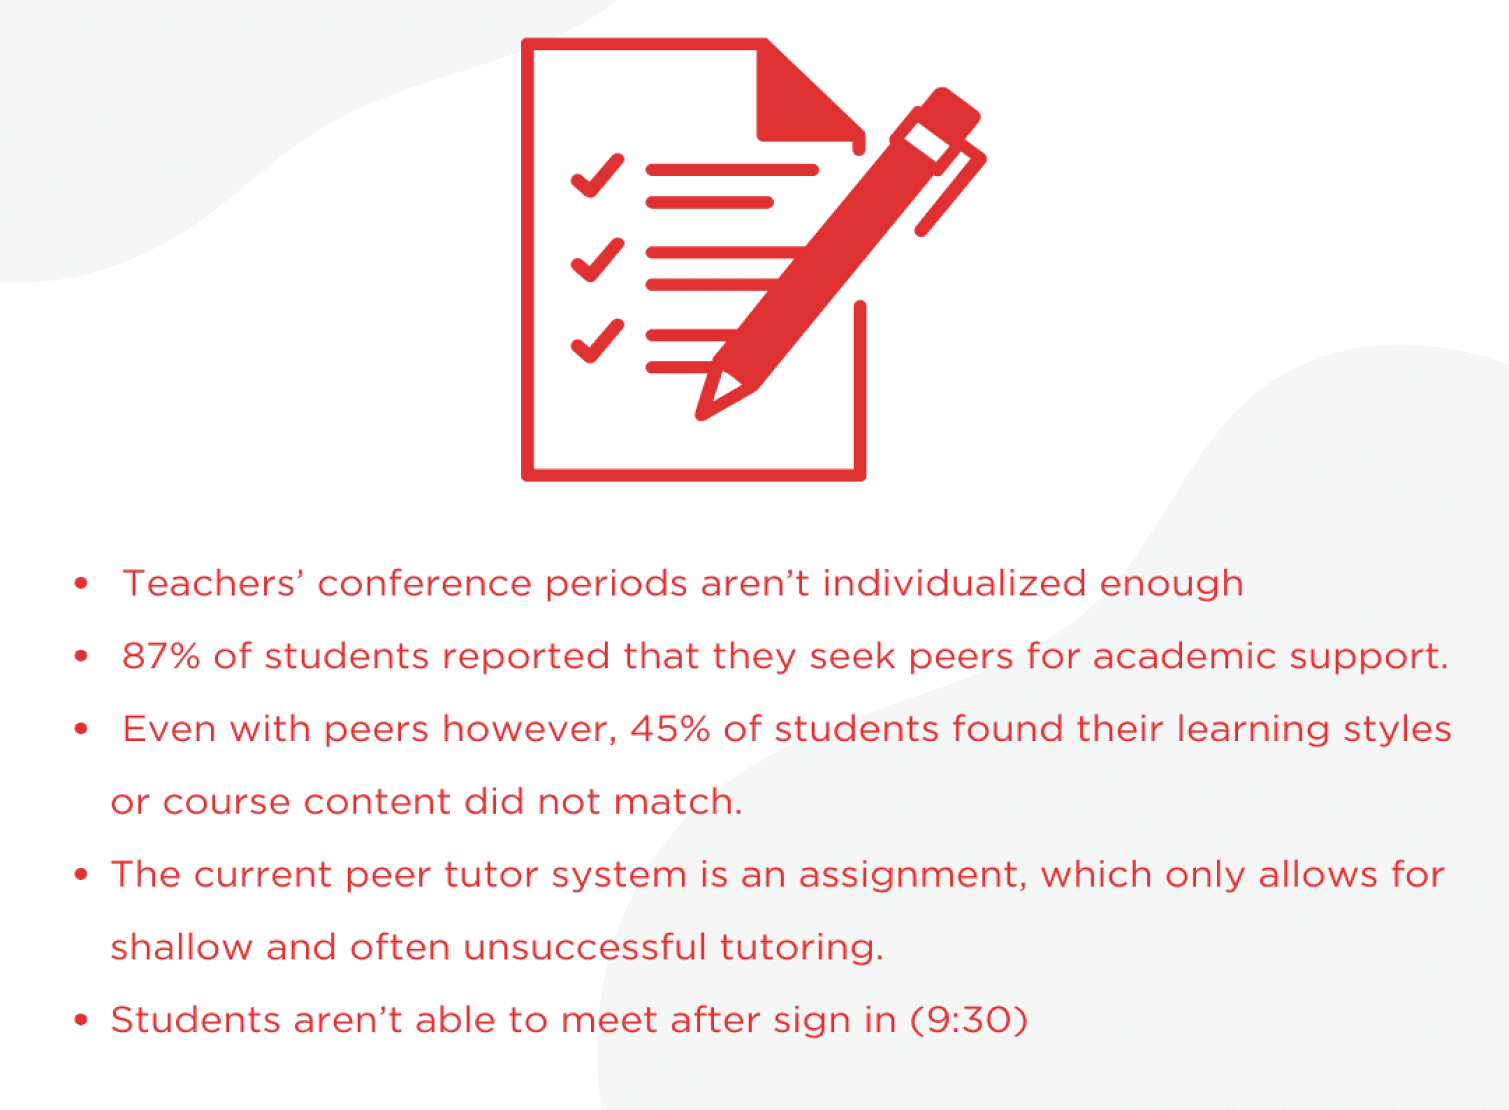 • Teachers’ conference periods aren’t individualized enough
• 87% of students reported that they seek peers for academic support.
• Even with peers however, 45% of students found their learning styles
or course content did not match.
• The current peer tutor system is an assignment, which only allows for
shallow and often unsuccessful tutoring.
• Students aren’t able to meet after sign in (9:30)